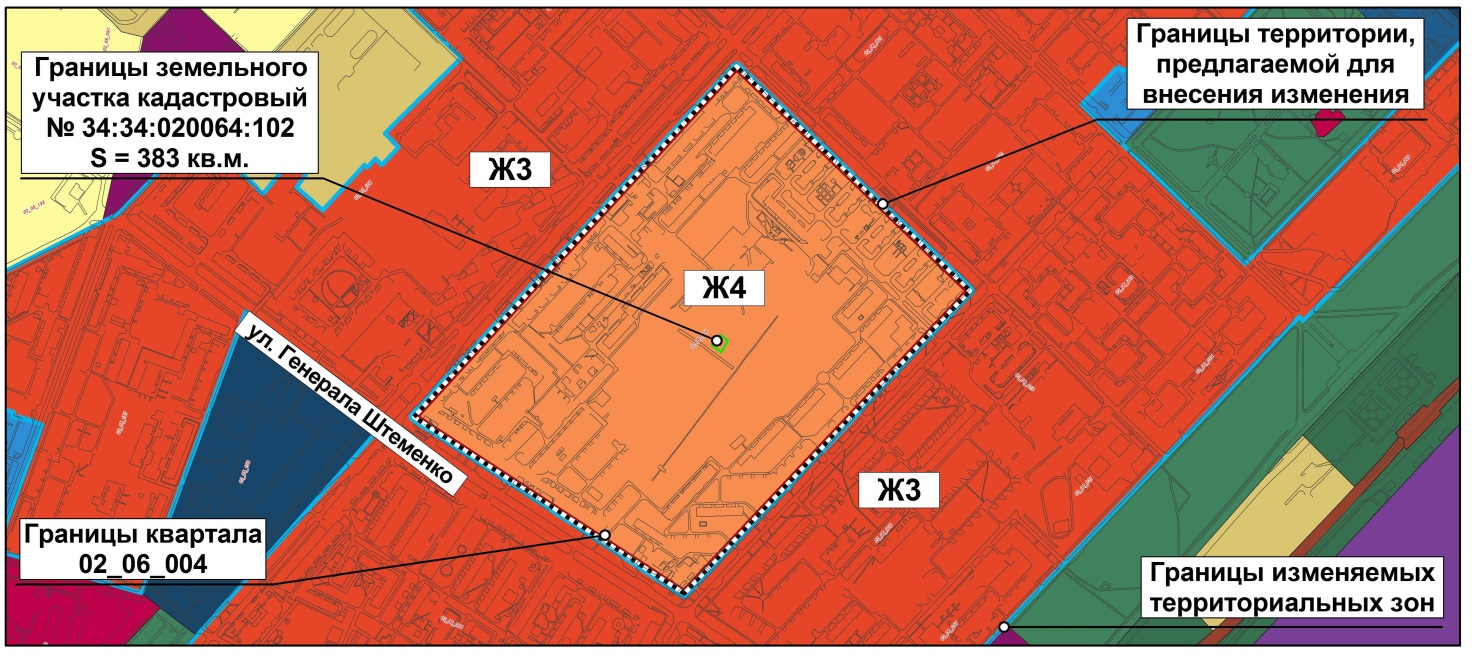 Границы земельного
участка кадастровый
№ 34:34:020064:102
S = 383 кв.м.
Границы территории,
предлагаемой для
внесения изменения
Ж3
Ж4
ул. Генерала Штеменко
Ж3
Границы квартала
02_06_004
Границы изменяемых
территориальных зон